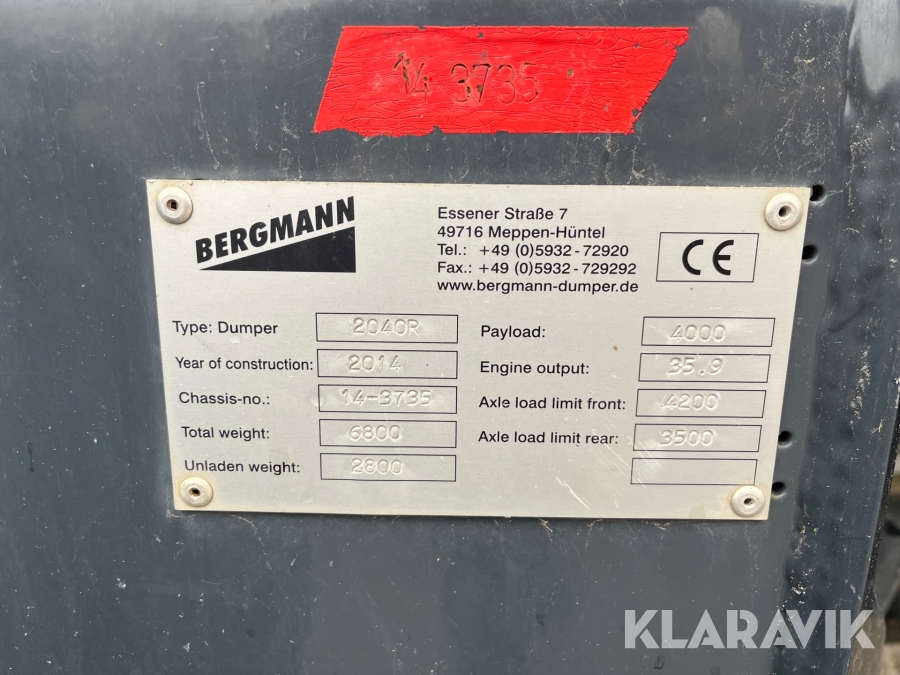 14 3735
BERGMANN
Essener Straße 7
49716 Meppen-Hüntel
Tel.: +49 (0)5932-72920
Fax.: +49 (0)5932-729292
www.bergmann-dumper.de
CE
Type: Dumper 2040R
Year of construction: 2014
Chassis-no.: 14-3735
Total weight: 6800
Unladen weight: 2800
Payload: 4000
Engine output: 35.9
Axle load limit front: 4200
Axle load limit rear: 3500
KLARAVIK